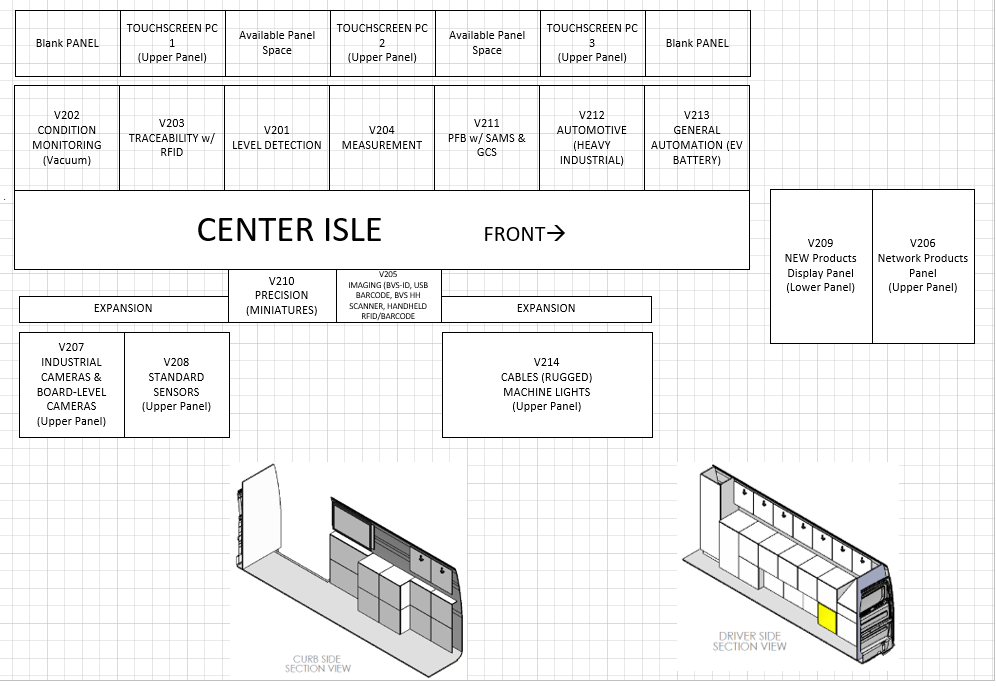 Blank PANEL
TOUCHSCREEN PC
1
(Upper Panel)
Available Panel
Space
TOUCHSCREEN PC
2
(Upper Panel)
Available Panel
Space
TOUCHSCREEN PC
3
(Upper Panel)
Blank PANEL
V202
CONDITION
MONITORING
(Vacuum)
V203
TRACEABILITY w/
RFID
V201
LEVEL DETECTION
V204
MEASUREMENT
V211
PFB w/ SAMS &
GCS
V212
AUTOMOTIVE
(HEAVY
INDUSTRIAL)
V213
GENERAL
AUTOMATION (EV
BATTERY)
CENTER ISLE
FRONT→
V209
NEW Products
Display Panel
(Lower Panel)
V206
Network Products
Panel
(Upper Panel)
EXPANSION
V210
PRECISION
(MINIATURES)
V205
IMAGING (BVS-ID, USB
BARCODE, BVS HH
SCANNER, HANDHELD
RFID/BARCODE
EXPANSION
V207
INDUSTRIAL
CAMERAS &
BOARD-LEVEL
CAMERAS
(Upper Panel)
V208
STANDARD
SENSORS
(Upper Panel)
V214
CABLES (RUGGED)
MACHINE LIGHTS
(Upper Panel)
CURB SIDE
SECTION VIEW
DRIVER SIDE
SECTION VIEW